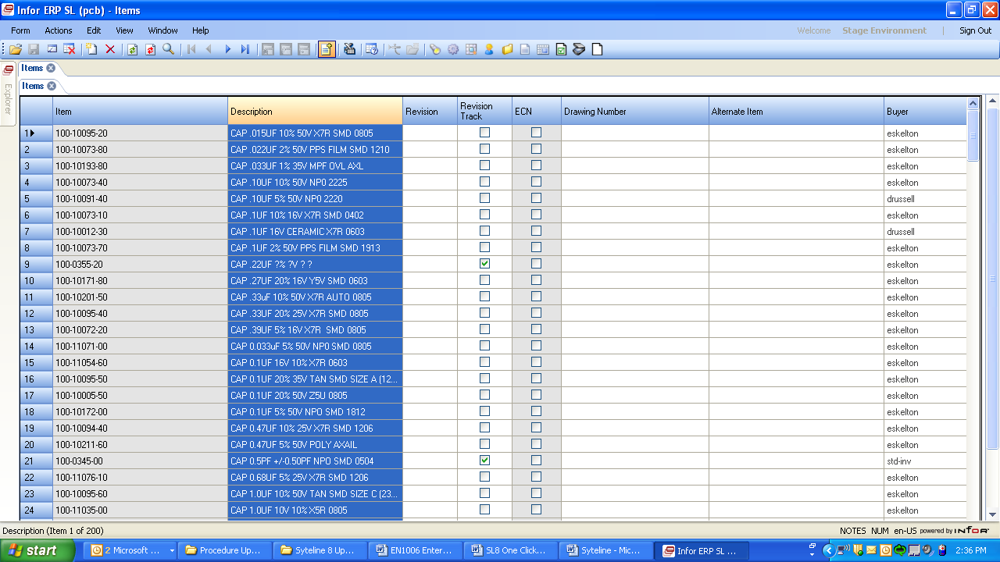 Infor ERP SL (pcb) - Items
Form Actions Edit View Window Help Welcome Stage Environment | Sign Out
Items
Items
Explorer
Item Description Revision Revision Track ECN Drawing Number Alternate Item Buyer
1 100-10095-20 CAP .015UF 10% 50V X7R SMD 0805 eskelton
2 100-10073-80 CAP .022UF 2% 50V PPS FILM SMD 1210 eskelton
3 100-10193-80 CAP .033UF 1% 35V MPF OVL AXL eskelton
4 100-10073-40 CAP .10UF 10% 50V NP0 2225 eskelton
5 100-10091-40 CAP .10UF 5% 50V NP0 2220 drussell
6 100-10073-10 CAP .1UF 10% 16V X7R SMD 0402 eskelton
7 100-10012-30 CAP .1UF 16V CERAMIC X7R 0603 drussell
8 100-10073-70 CAP .1UF 2% 50V PPS FILM SMD 1913 eskelton
9 100-0355-20 CAP .22UF ?% ?V ? ? eskelton
10 100-10171-80 CAP .27UF 20% 16V Y5V SMD 0603 eskelton
11 100-10201-50 CAP .33uF 10% 50V X7R AUTO 0805 eskelton
12 100-10095-40 CAP .33UF 20% 25V X7R SMD 0805 eskelton
13 100-10072-20 CAP .39UF 5% 16V X7R  SMD 0805 eskelton
14 100-11071-00 CAP 0.033uF 5% 50V NP0 SMD 0805 eskelton
15 100-11054-60 CAP 0.1UF 16V 10% X7R 0603 eskelton
16 100-10095-50 CAP 0.1UF 20% 35V TAN SMD SIZE A (12... eskelton
17 100-10005-50 CAP 0.1UF 20% 50V Z5U 0805 eskelton
18 100-10172-00 CAP 0.1UF 5% 50V NPO SMD 1812 eskelton
19 100-10094-40 CAP 0.47UF 10% 25V X7R SMD 1206 eskelton
20 100-10211-60 CAP 0.47UF 5% 50V POLY AXAIL eskelton
21 100-0345-00 CAP 0.5PF +/-0.50PF NPO SMD 0504 std-inv
22 100-11076-10 CAP 0.68UF 5% 25V X7R SMD 1206 eskelton
23 100-10095-60 CAP 1.0UF 10% 50V TAN SMD SIZE C (23... eskelton
24 100-11035-00 CAP 1.0UF 10V 10% X5R 0805 eskelton
Description (Item 1 of 200) NOTES NUM en-US powered by INFOR
start 2 Microsoft ... Procedure Up... Syteline 8 Up... EN1006 Enter... SL8 One Click... Syteline - Mic... Infor ERP SL ... 2:36 PM